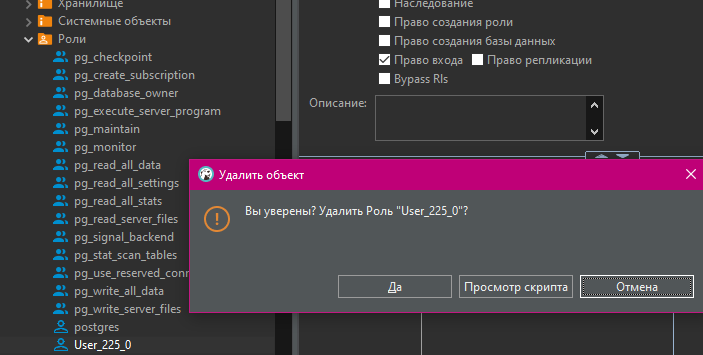 Хранилище
Системные объекты
Роли
pg_checkpoint
pg_create_subscription
pg_database_owner
pg_execute_server_program
pg_maintain
pg_monitor
pg_read_all_data
pg_read_all_settings
pg_read_all_stats
pg_read_server_files
pg_signal_backend
pg_stat_scan_tables
pg_use_reserved_conn
pg_write_all_data
pg_write_server_files
postgres
User_225_0
Наследование
Право создания роли
Право создания базы данных
Право входа Право репликации
Bypass Rls
Описание:
Удалить объект
Вы уверены? Удалить Роль "User_225_0"?
Да Просмотр скрипта Отмена